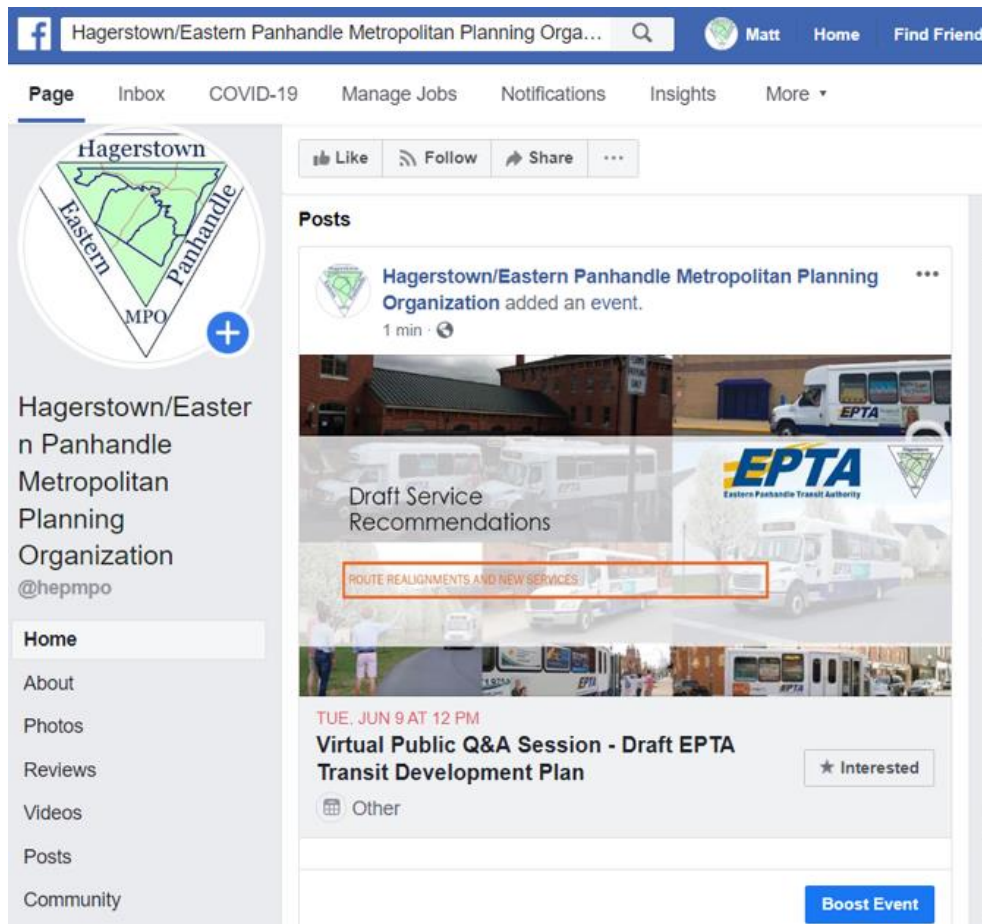 Hagerstown/Eastern Panhandle Metropolitan Planning Orga...
Matt
Home
Find Friend
Page
Inbox
COVID-19
Manage Jobs
Notifications
Insights
More
Hagerstown
Eastern
Panhandle
MPO
Like
Follow
Share
Posts
Hagerstown/Eastern Panhandle Metropolitan Planning
Organization added an event.
1 min ·
EPTA
EPTA
Eastern Panhandle Transit Authority
Draft Service
Recommendations
ROUTE REALIGNMENTS AND NEW SERVICES
EPTA
EPTA
TUE, JUN 9 AT 12 PM
Virtual Public Q&A Session - Draft EPTA
Transit Development Plan
Interested
Other
Boost Event
Hagerstown/Easter
n Panhandle
Metropolitan
Planning
Organization
@hepmpo
Home
About
Photos
Reviews
Videos
Posts
Community